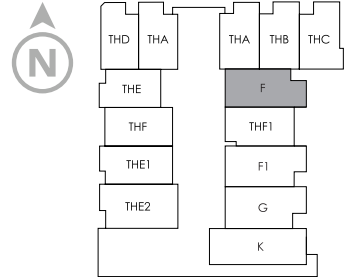 N
THD THA THA THB THC
THE F
THF THF1
THE1 F1
THE2 G
K